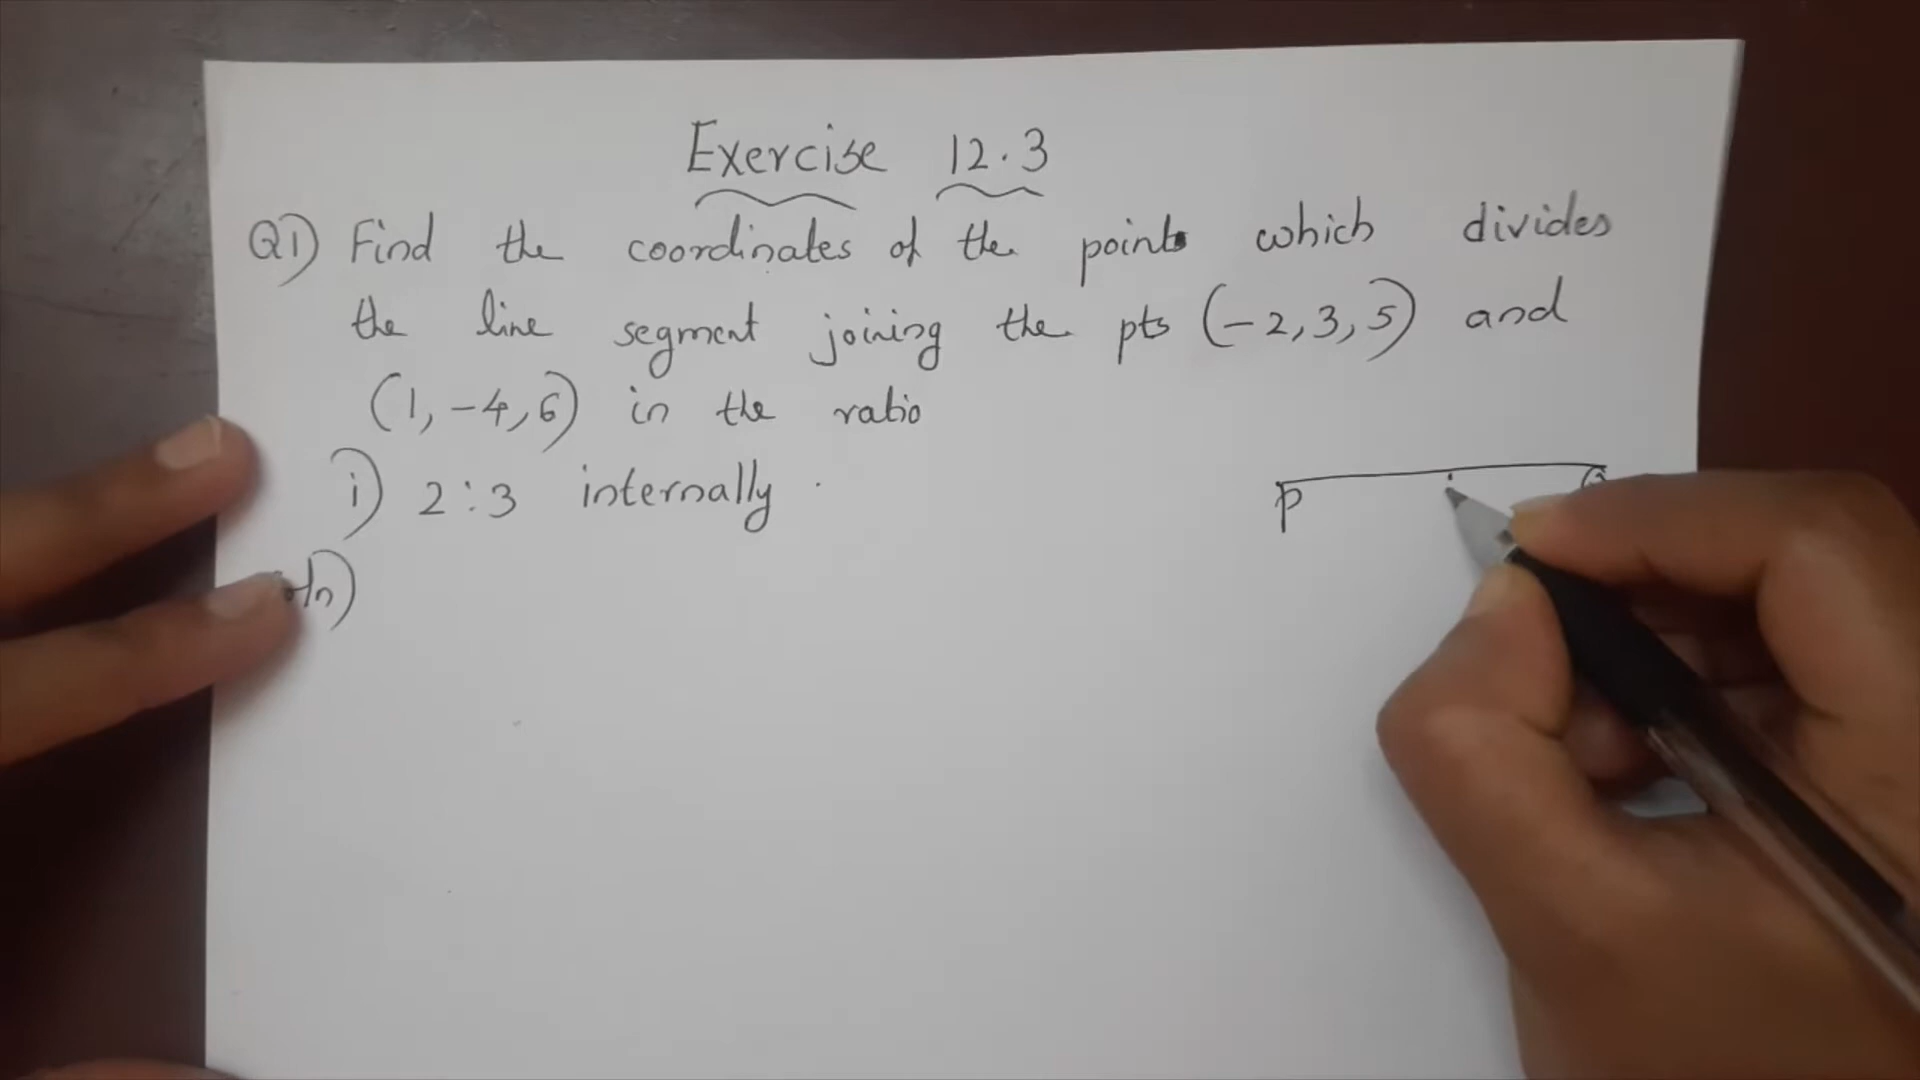 Exercise 12.3
Q1) Find the coordinates of the points which divides
the line segment joining the pts (-2,3,5) and
(1,-4,6) in the ratio
i) 2:3 internally.
P